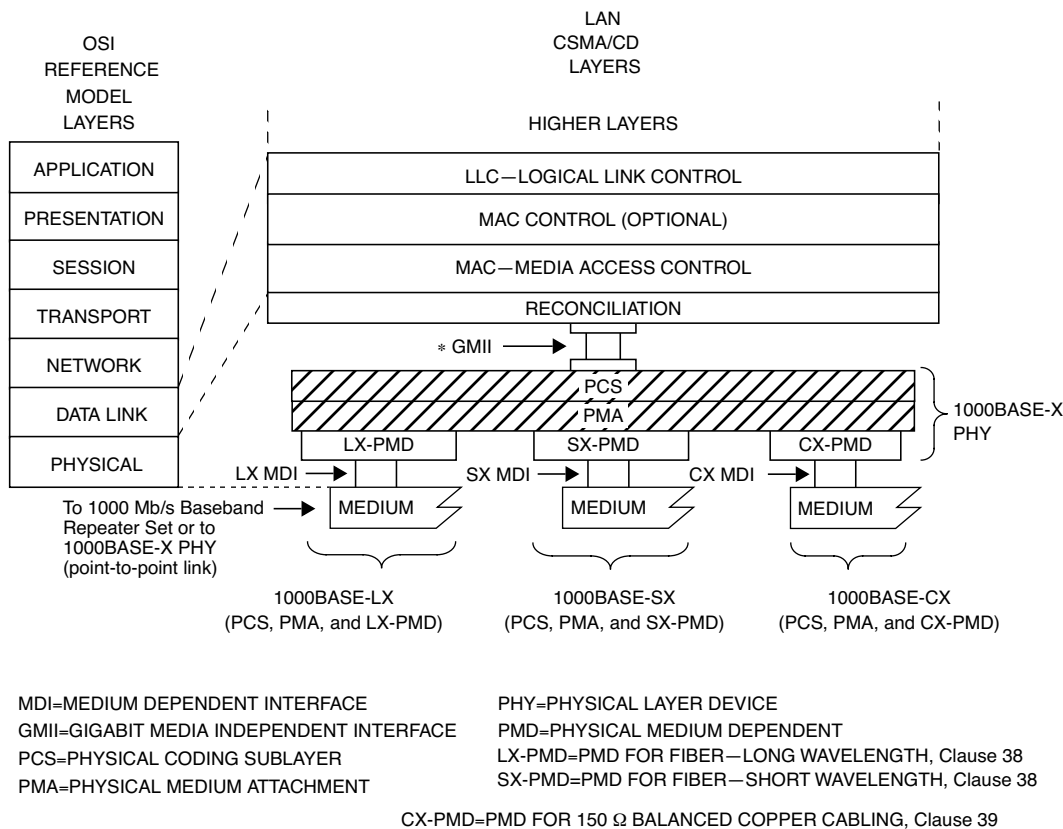 OSI
REFERENCE
MODEL
LAYERS
LAN
CSMA/CD
LAYERS
HIGHER LAYERS
APPLICATION
PRESENTATION
SESSION
TRANSPORT
NETWORK
DATA LINK
PHYSICAL
LLC—LOGICAL LINK CONTROL
MAC CONTROL (OPTIONAL)
MAC—MEDIA ACCESS CONTROL
RECONCILIATION
* GMII
PCS
PMA
1000BASE-X
PHY
LX-PMD
SX-PMD
CX-PMD
LX MDI
SX MDI
CX MDI
To 1000 Mb/s Baseband
Repeater Set or to
1000BASE-X PHY
(point-to-point link)
MEDIUM
MEDIUM
MEDIUM
1000BASE-LX
(PCS, PMA, and LX-PMD)
1000BASE-SX
(PCS, PMA, and SX-PMD)
1000BASE-CX
(PCS, PMA, and CX-PMD)
MDI=MEDIUM DEPENDENT INTERFACE
GMII=GIGABIT MEDIA INDEPENDENT INTERFACE
PCS=PHYSICAL CODING SUBLAYER
PMA=PHYSICAL MEDIUM ATTACHMENT
PHY=PHYSICAL LAYER DEVICE
PMD=PHYSICAL MEDIUM DEPENDENT
LX-PMD=PMD FOR FIBER—LONG WAVELENGTH, Clause 38
SX-PMD=PMD FOR FIBER—SHORT WAVELENGTH, Clause 38
CX-PMD=PMD FOR 150 Ω BALANCED COPPER CABLING, Clause 39